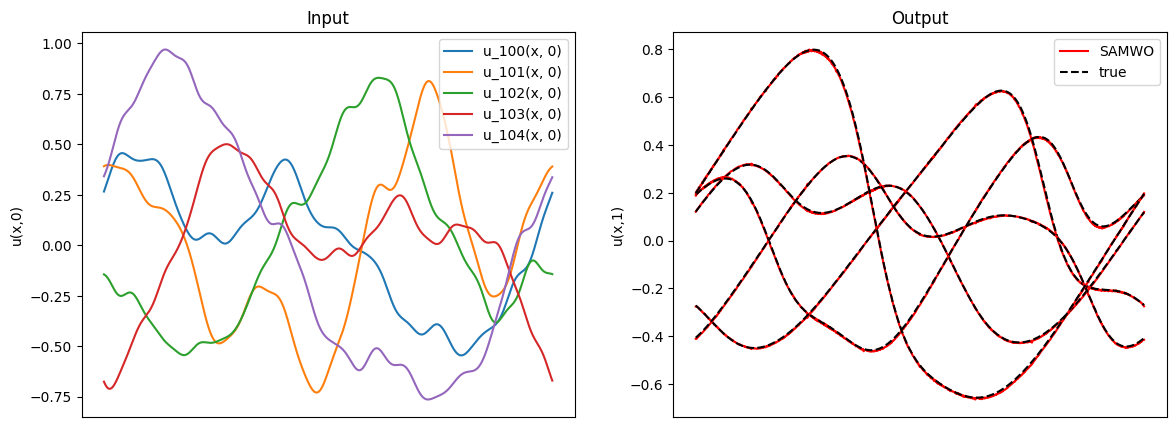 Input
u(x,0)
1.00
0.75
0.50
0.25
0.00
−0.25
−0.50
−0.75
u_100(x, 0)
u_101(x, 0)
u_102(x, 0)
u_103(x, 0)
u_104(x, 0)
Output
u(x,1)
0.8
0.6
0.4
0.2
0.0
−0.2
−0.4
−0.6
SAMWO
true